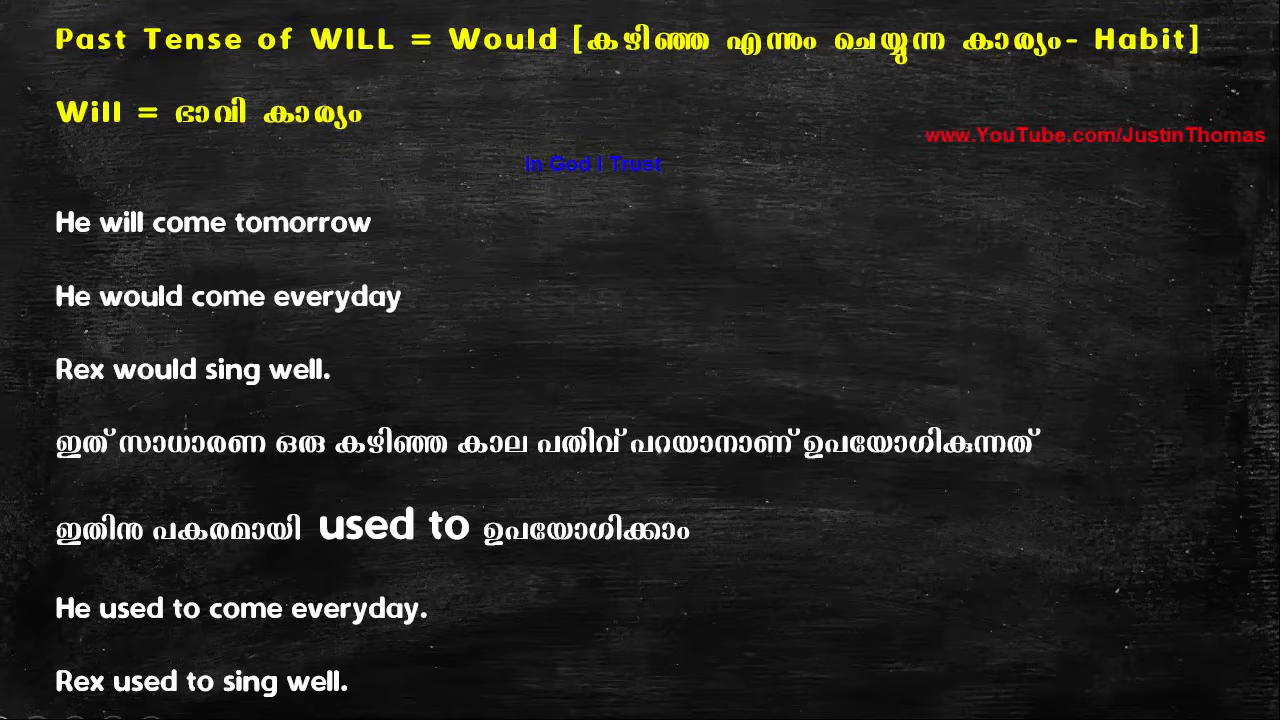 Past Tense of WILL = Would [കഴിഞ്ഞ എന്നും ചെയ്യുന്ന കാര്യം- Habit]
Will = ഭാവി കാര്യം
www.YouTube.com/JustinThomas
In God I Trust
He will come tomorrow
He would come everyday
Rex would sing well.
ഇത് സാധാരണ ഒരു കഴിഞ്ഞ കാല പതിവ് പറയാനാണ് ഉപയോഗികുന്നത്
ഇതിനു പകരമായി used to ഉപയോഗിക്കാം
He used to come everyday.
Rex used to sing well.